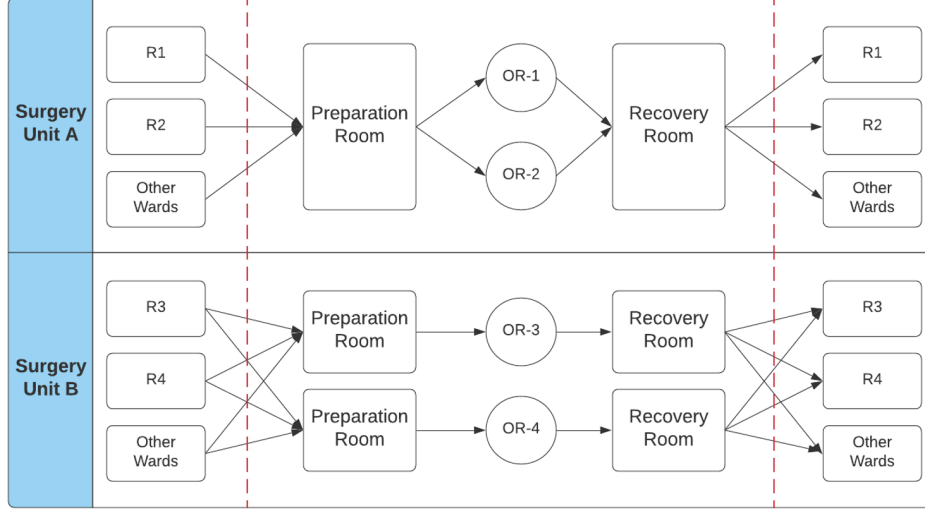 Surgery
Unit A
R1
R2
Other
Wards
Preparation
Room
OR-1
OR-2
Recovery
Room
R1
R2
Other
Wards
Surgery
Unit B
R3
R4
Other
Wards
Preparation
Room
Preparation
Room
OR-3
OR-4
Recovery
Room
Recovery
Room
R3
R4
Other
Wards